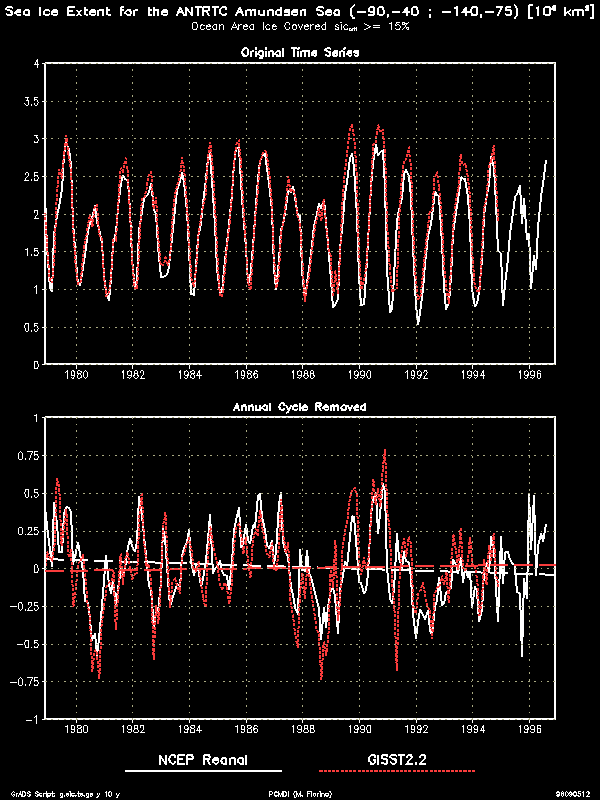 Sea Ice Extent for the ANTRTC Amundsen Sea (-90,-40 ; -140,-75) [10⁶ km²]
Ocean Area Ice Covered sic >= 15%
Original Time Series
4
3.5
3
2.5
2
1.5
1
0.5
0
1980 1982 1984 1986 1988 1990 1992 1994 1996
Annual Cycle Removed
1
0.75
0.5
0.25
0
-0.25
-0.5
-0.75
-1
1980 1982 1984 1986 1988 1990 1992 1994 1996
NCEP Reanal GISST2.2
GrADS Script: y 10 y PCMDI (M. Fiorino) 98090512